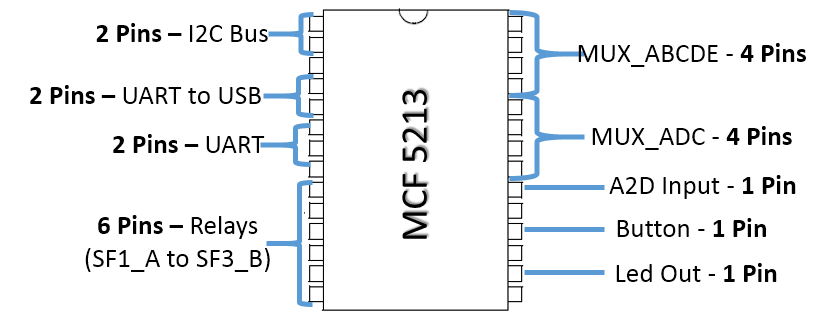 2 Pins – I2C Bus
2 Pins – UART to USB
2 Pins – UART
6 Pins – Relays
(SF1_A to SF3_B)
MCF 5213
MUX_ABCDE - 4 Pins
MUX_ADC - 4 Pins
A2D Input - 1 Pin
Button - 1 Pin
Led Out - 1 Pin